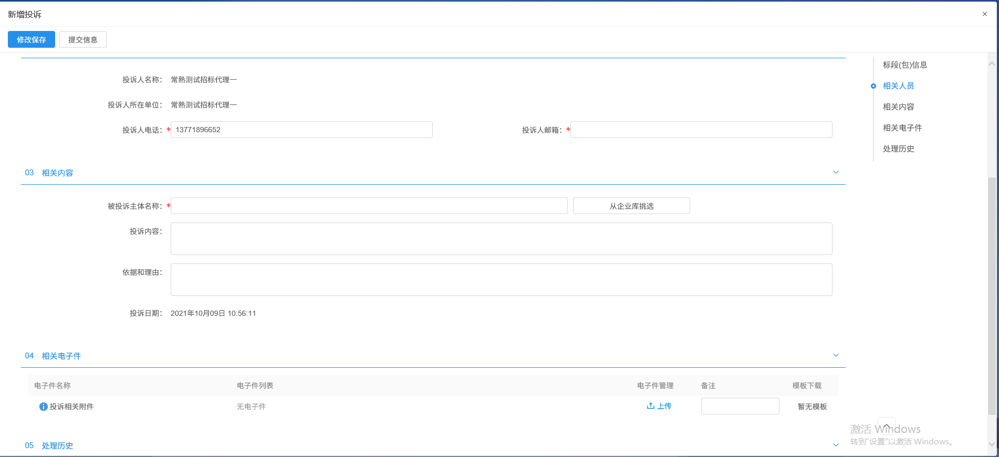 新增投诉
×
修改保存 提交信息
标段(包)信息
相关人员
相关内容
相关电子件
处理历史
投诉人名称： 常熟测试招标代理一
投诉人所在单位： 常熟测试招标代理一
投诉人电话：* 13771896652 投诉人邮箱：*
03 相关内容
被投诉主体名称：* 从企业库挑选
投诉内容：
依据和理由：
投诉日期： 2021年10月09日 10:56:11
04 相关电子件
电子件名称 电子件列表 电子件管理 备注 模板下载
投诉相关附件 无电子件 上传 暂无模板
05 处理历史
激活 Windows
转到“设置”以激活 Windows。